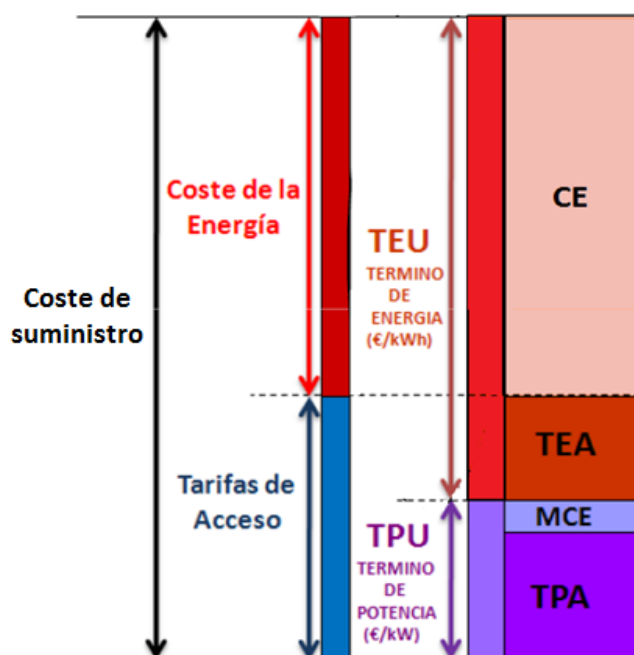 Coste de
suministro
Coste de la
Energía
Tarifas de
Acceso
TEU
TERMINO
DE
ENERGIA
(€/kWh)
TPU
TERMINO
DE
POTENCIA
(€/kW)
CE
TEA
MCE
TPA